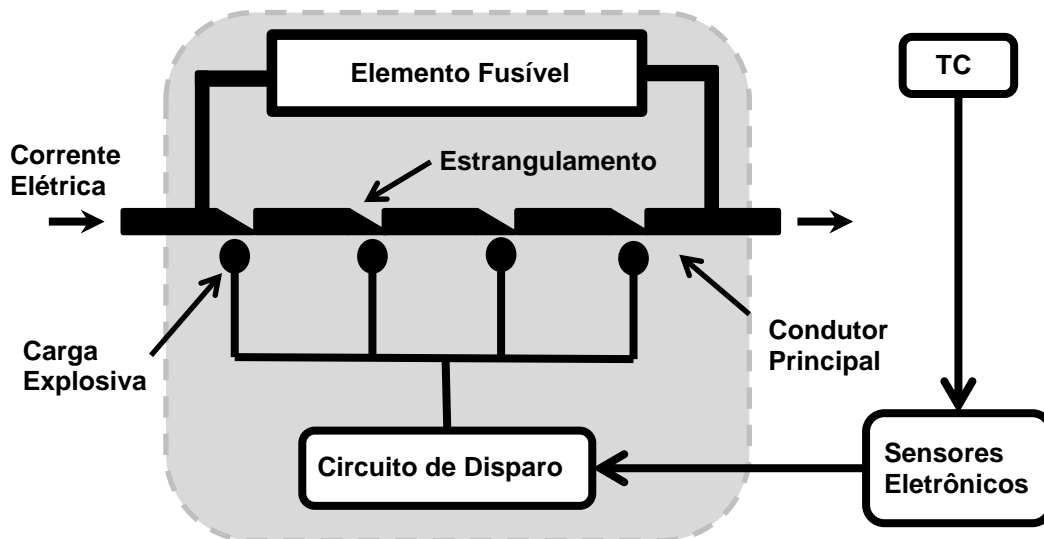 Elemento Fusível
TC
Corrente
Elétrica
Estrangulamento
Carga
Explosiva
Condutor
Principal
Circuito de Disparo
Sensores
Eletrônicos